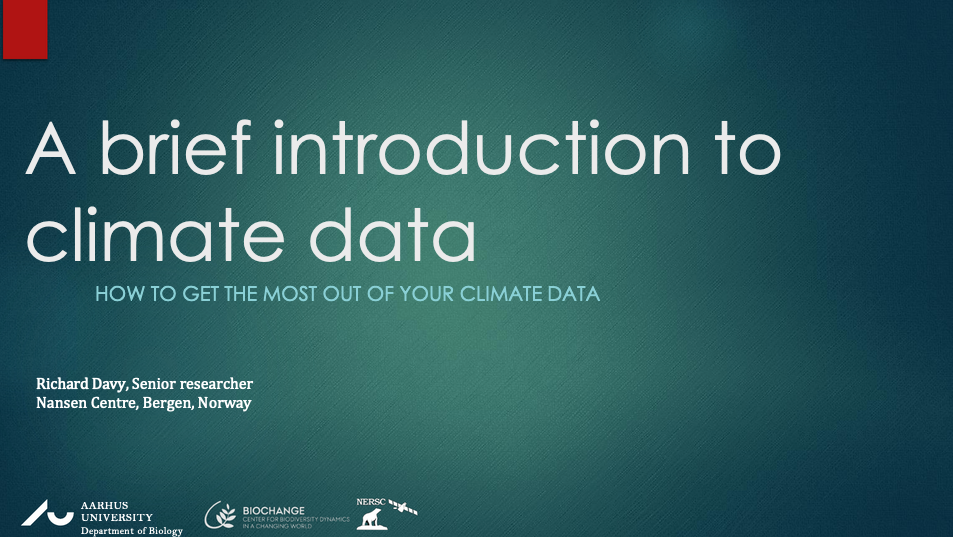 A brief introduction to
climate data
HOW TO GET THE MOST OUT OF YOUR CLIMATE DATA
Richard Davy, Senior researcher
Nansen Centre, Bergen, Norway
AARHUS
UNIVERSITY
Department of Biology
BIOCHANGE
CENTER FOR BIODIVERSITY DYNAMICS
IN A CHANGING WORLD
NERSC